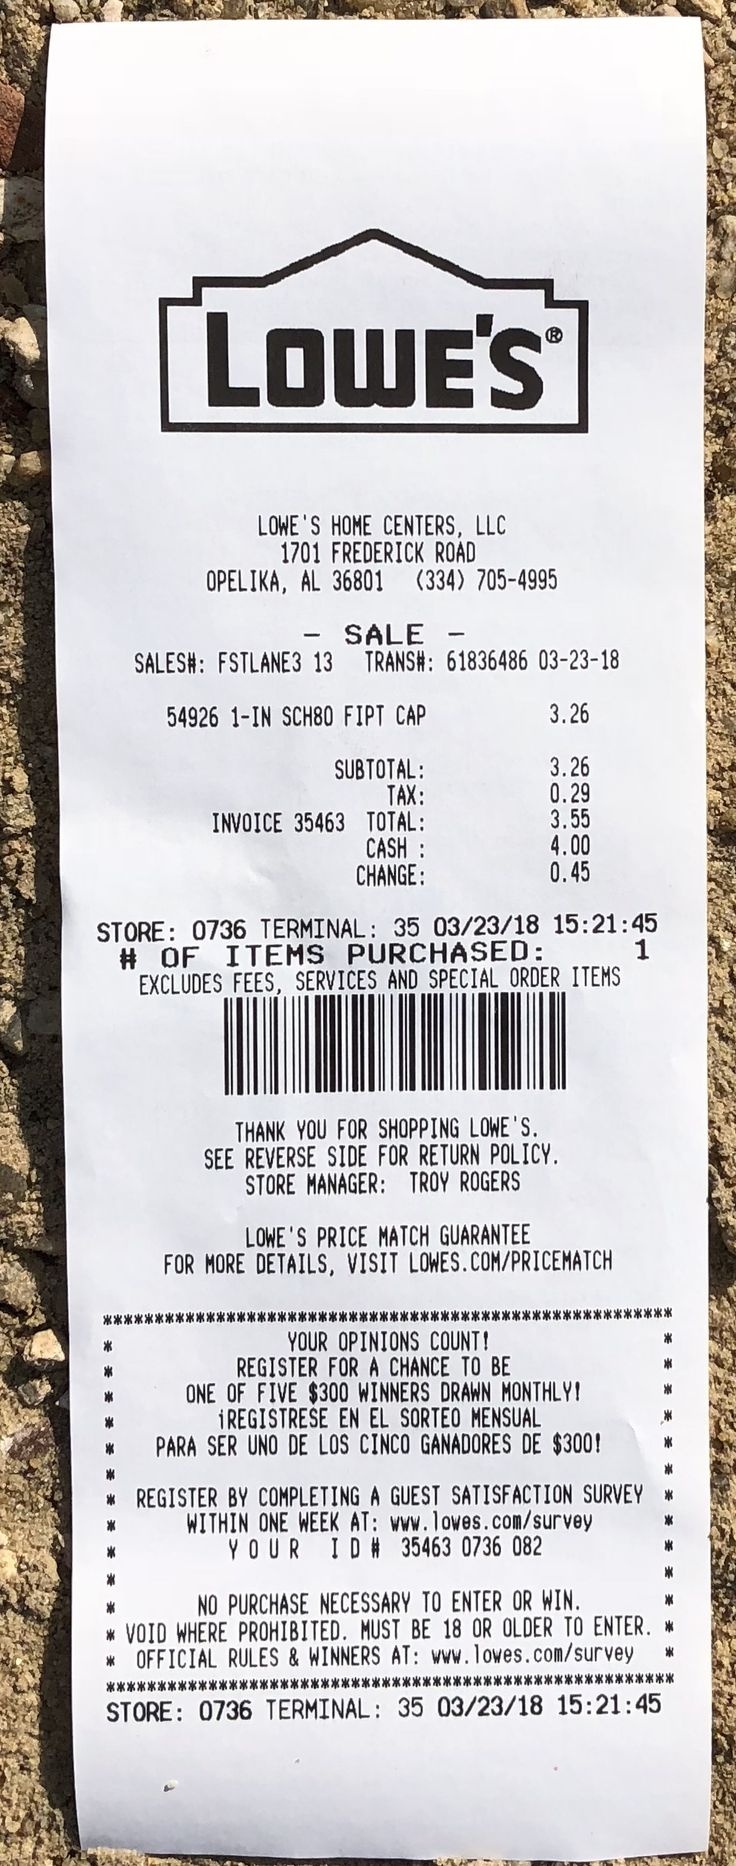 LOWE'S®
LOWE'S HOME CENTERS, LLC
1701 FREDERICK ROAD
OPELIKA, AL 36801 (334) 705-4995
- SALE -
SALES#: FSTLANE3 13 TRANS#: 61836486 03-23-18
54926 1-IN SCH80 FIPT CAP 3.26
SUBTOTAL: 3.26
TAX: 0.29
INVOICE 35463 TOTAL: 3.55
CASH : 4.00
CHANGE: 0.45
STORE: 0736 TERMINAL: 35 03/23/18 15:21:45
# OF ITEMS PURCHASED: 1
EXCLUDES FEES, SERVICES AND SPECIAL ORDER ITEMS
THANK YOU FOR SHOPPING LOWE'S.
SEE REVERSE SIDE FOR RETURN POLICY.
STORE MANAGER: TROY ROGERS
LOWE'S PRICE MATCH GUARANTEE
FOR MORE DETAILS, VISIT LOWES.COM/PRICEMATCH
YOUR OPINIONS COUNT!
REGISTER FOR A CHANCE TO BE
ONE OF FIVE $300 WINNERS DRAWN MONTHLY!
¡REGISTRESE EN EL SORTEO MENSUAL
PARA SER UNO DE LOS CINCO GANADORES DE $300!
REGISTER BY COMPLETING A GUEST SATISFACTION SURVEY
WITHIN ONE WEEK AT: www.lowes.com/survey
Y O U R I D # 35463 0736 082
NO PURCHASE NECESSARY TO ENTER OR WIN.
VOID WHERE PROHIBITED. MUST BE 18 OR OLDER TO ENTER.
OFFICIAL RULES & WINNERS AT: www.lowes.com/survey
STORE: 0736 TERMINAL: 35 03/23/18 15:21:45